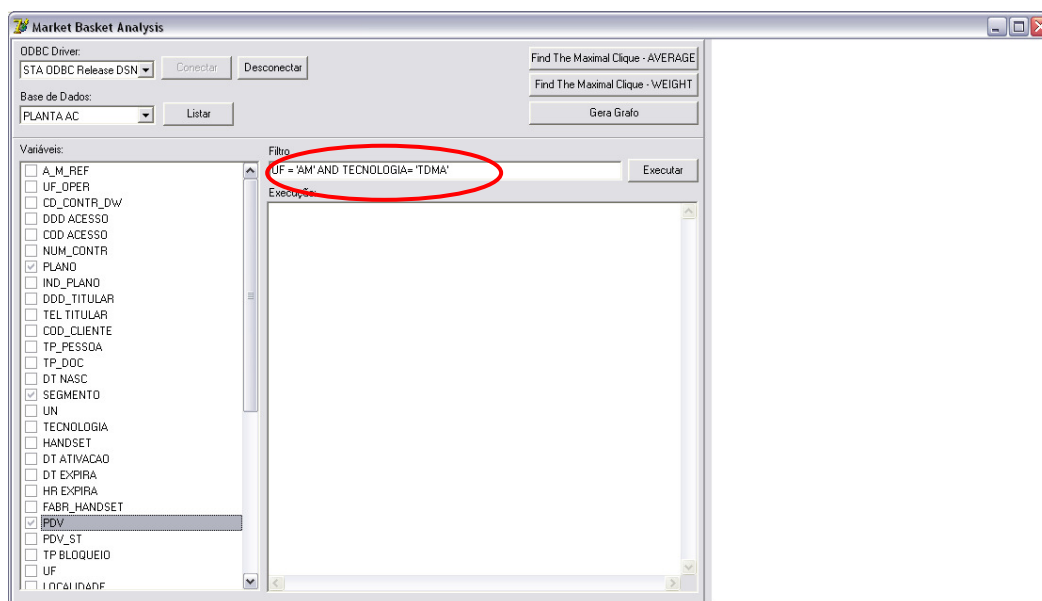 Market Basket Analysis
ODBC Driver:
STA ODBC Release DSN
Conectar
Desconectar
Base de Dados:
PLANTA AC
Listar
Find The Maximal Clique - AVERAGE
Find The Maximal Clique - WEIGHT
Gera Grafo
Variáveis:
A_M_REF
UF_OPER
CD_CONTR_DW
DDD ACESSO
COD ACESSO
NUM_CONTR
PLANO
IND_PLANO
DDD_TITULAR
TEL TITULAR
COD_CLIENTE
TP_PESSOA
TP_DOC
DT NASC
SEGMENTO
UN
TECNOLOGIA
HANDSET
DT ATIVACAO
DT EXPIRA
HR EXPIRA
FABR_HANDSET
PDV
PDV_ST
TP BLOQUEIO
UF
LOCALIDADE
Filtro
UF = 'AM' AND TECNOLOGIA= 'TDMA'
Executar
Execução: